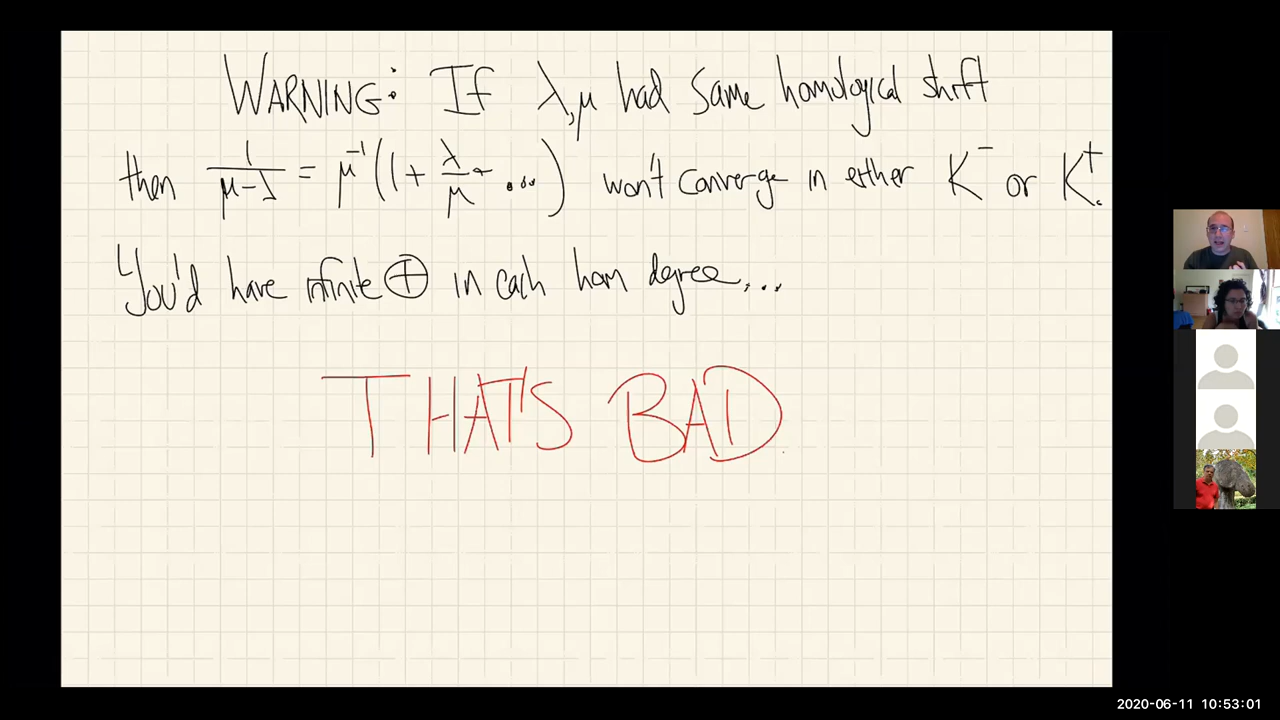 WARNING: If λ, μ had same homological shift
then 1/(μ-λ) = μ⁻¹(1 + λ/μ + ...) won't converge in either K⁻ or K⁺.
You'd have infinite ⊕ in each hom degree...
THAT'S BAD.
2020-06-11 10:53:01